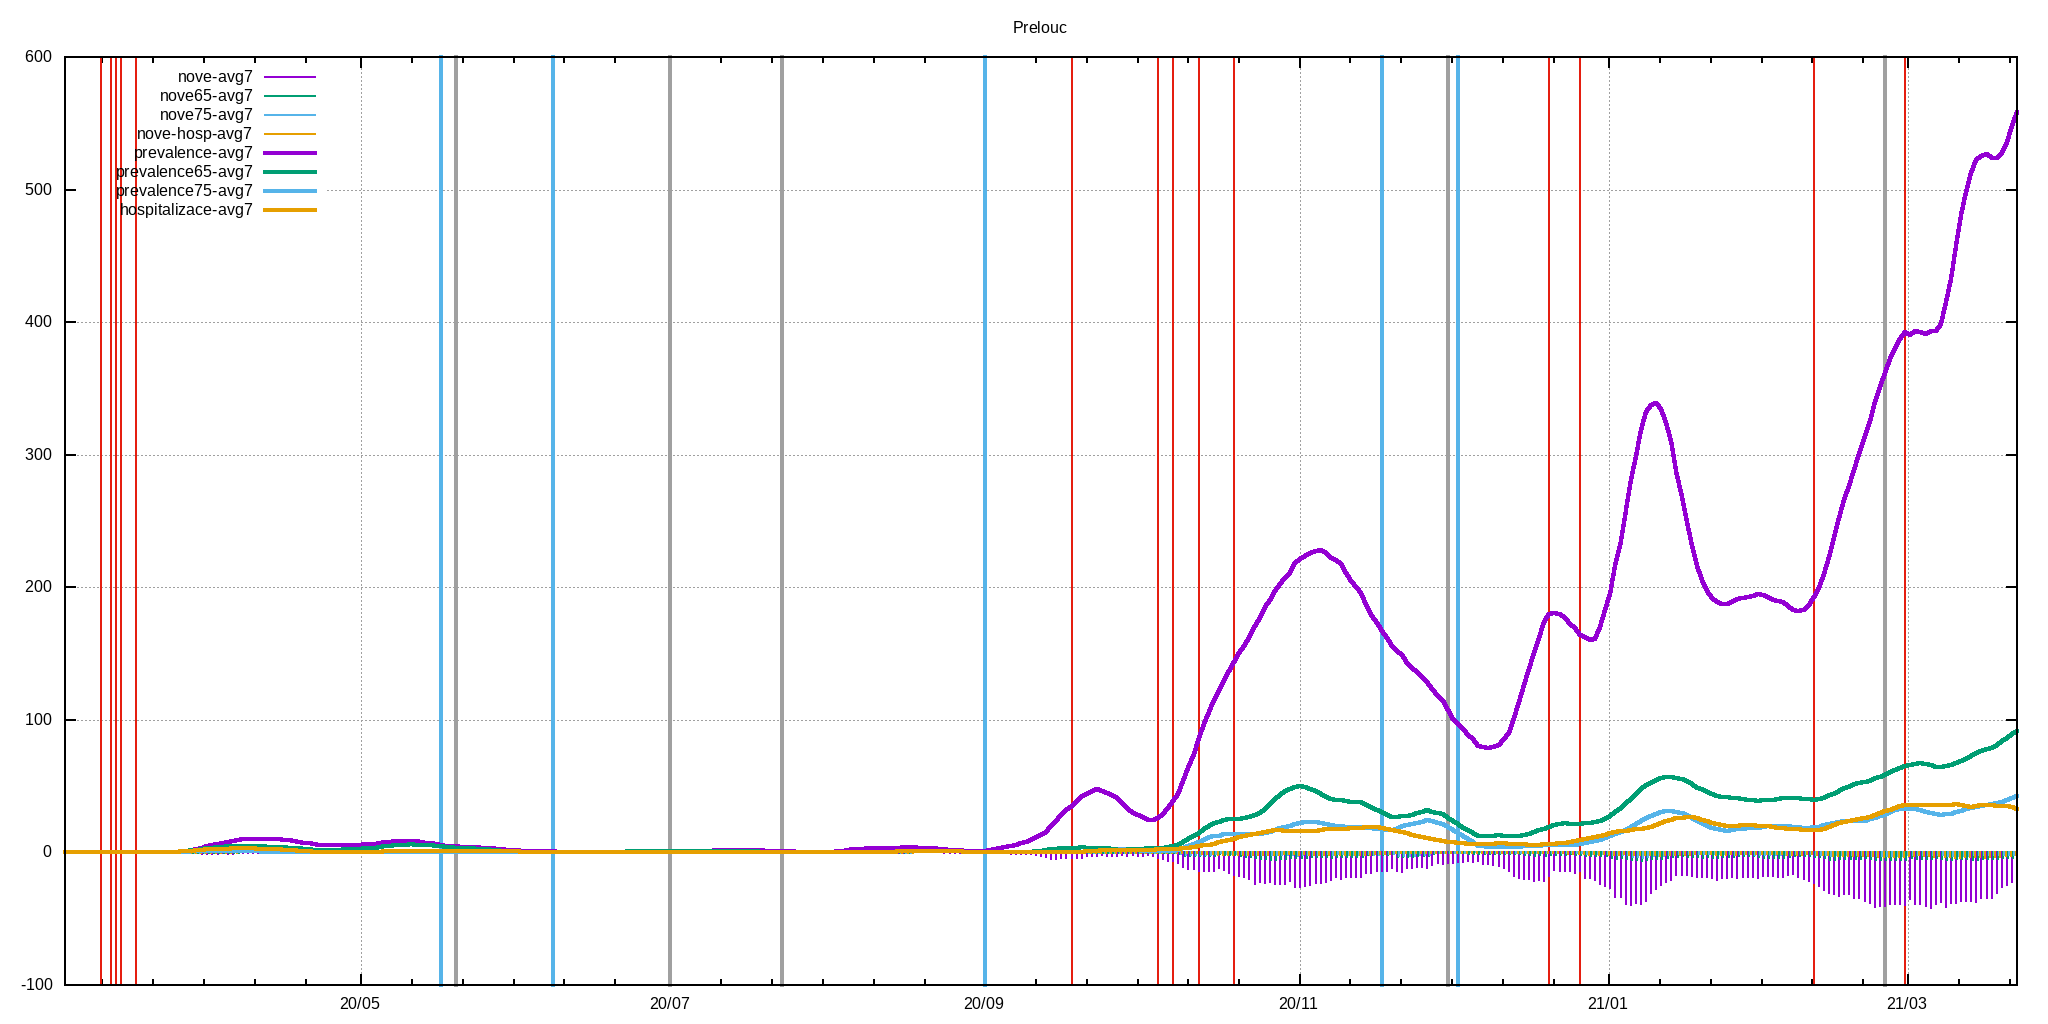 Prelouc
600
nove-avg7
nove65-avg7
nove75-avg7
nove-hosp-avg7
prevalence-avg7
prevalence65-avg7
prevalence75-avg7
hospitalizace-avg7
500
400
300
200
100
0
-100
20/05 20/07 20/09 20/11 21/01 21/03